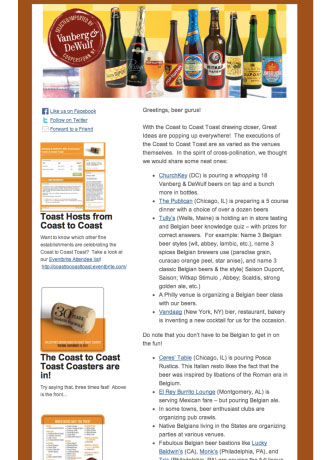 SELECTED & IMPORTED BY
Vanberg
& DeWulf
COOPERSTOWN NY
Like us on Facebook
Follow on Twitter
Forward to a Friend
Toast Hosts from
Coast to Coast
Want to know which other fine
establishments are celebrating the
Coast to Coast Toast? Take a look at
our Eventbrite Attendee list!
http://coasttocoasttoast.eventbrite.com/
The Coast to Coast
Toast Coasters are
in!
Try saying that, three times fast! Above
is the front...
Greetings, beer gurus!
With the Coast to Coast Toast drawing closer, Great
Ideas are popping up everywhere! The executions of
the Coast to Coast Toast are as varied as the venues
themselves. In the spirit of cross-pollination, we thought
we would share some neat ones:
• ChurchKey (DC) is pouring a whopping 18
Vanberg & DeWulf beers on tap and a bunch
more in bottles.
• The Publican (Chicago, IL) is preparing a 5 course
dinner with a choice of over a dozen beers
• Tully's (Wells, Maine) is holding an in store tasting
and Belgian beer knowledge quiz – with prizes for
correct answers. For example: Name 3 Belgian
beer styles (wit, abbey, lambic, etc.), name 3
spices Belgian brewers use (paradise grain,
curacao orange peel, star anise), and name 3
classic Belgian beers & the style( Saison Dupont,
Saison; Witkap Stimulo , Abbey; Scaldis, strong
golden ale, etc.)
• A Philly venue is organizing a Belgian beer class
with our beers.
• Vandaag (New York, NY) bier, restaurant, bakery
is inventing a new cocktail for us for the occasion.
Do note that you don't have to be Belgian to get in on
the fun!
• Ceres' Table (Chicago, IL) is pouring Posca
Rustica. This Italian resto likes the fact that the
beer was inspired by libations of the Roman era in
Belgium.
• El Rey Burrito Lounge (Montgomery, AL) is
serving Mexican fare – but pouring Belgian ale.
• In some towns, beer enthusiast clubs are
organizing pub crawls.
• Native Belgians living in the States are organizing
parties at various venues.
• Fabulous Belgian beer bastions like Lucky
Baldwin's (CA), Monk's (Philadelphia, PA), and